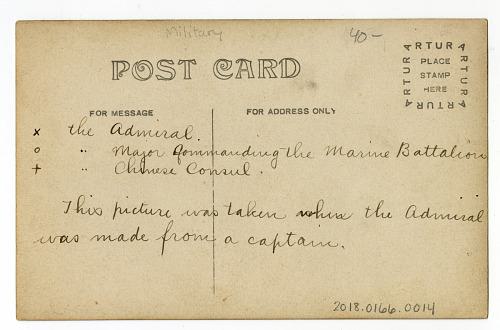 Military
40-
POST CARD
ARTURA
ARTURA
PLACE
STAMP
HERE
ARTURA
ARTURA
FOR MESSAGE
FOR ADDRESS ONLY
x the Admiral.
o " Major Commanding the Marine Battalion
+ " Chinese Consul.
This picture was taken when the Admiral
was made from a captain.
2018.0166.0014